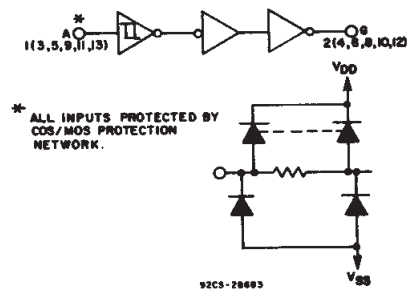 *
A
1(3,5,9,11,13)
G
2(4,6,8,10,12)
* ALL INPUTS PROTECTED BY
COS/MOS PROTECTION
NETWORK.
VDD
VSS
92CS-28683